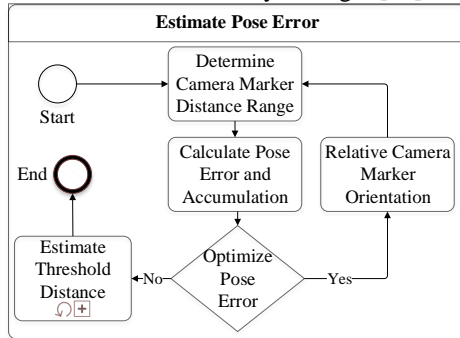 Estimate Pose Error
Determine
Camera Marker
Distance Range
Start
Calculate Pose
Error and
Accumulation
Relative Camera
Marker
Orientation
End
Optimize
Pose
Error
Estimate
Threshold
Distance
No
Yes